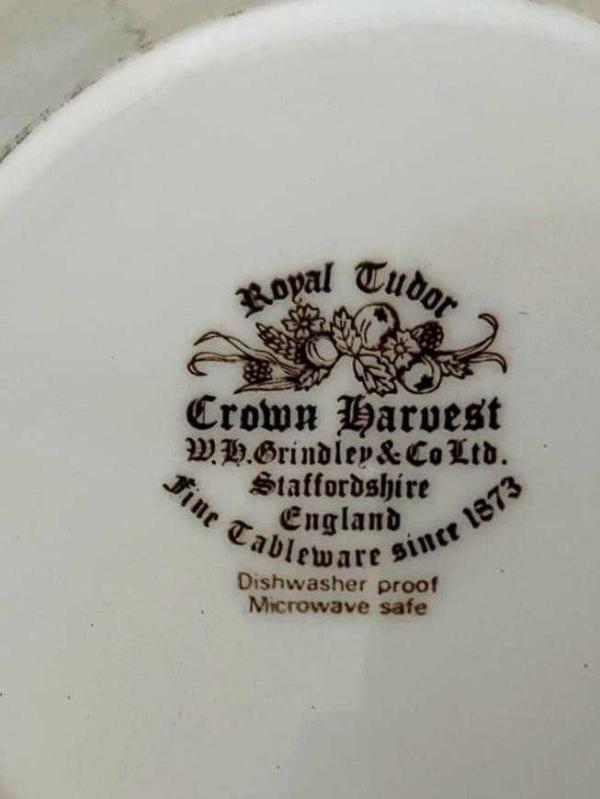 Royal Tudor
Crown Harvest
W.H.Grindley & Co Ltd.
Staffordshire
England
Fine Tableware since 1873
Dishwasher proof
Microwave safe